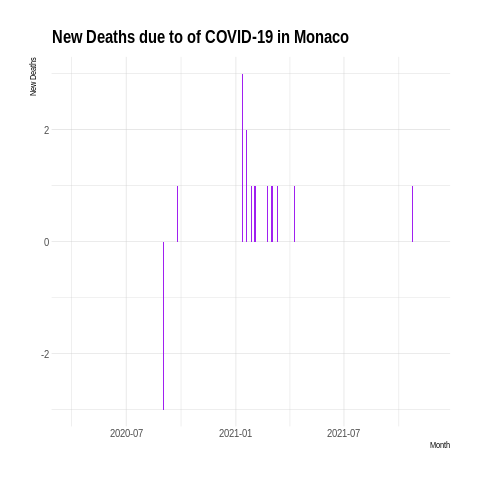 New Deaths due to of COVID-19 in Monaco
New Deaths
2
0
-2
2020-07
2021-01
2021-07
Month